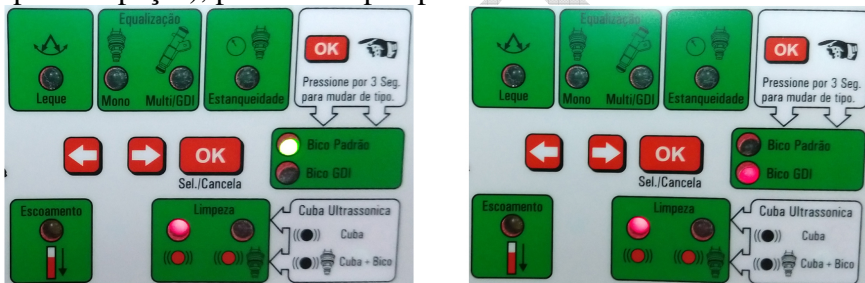 Equalização
OK
Pressione por 3 Seg.
para mudar de tipo.
Leque
Mono
Multi/GDI
Estanqueidade
Bico Padrão
Bico GDI
OK
Sel./Cancela
Escoamento
Limpeza
Cuba Ultrassonica
Cuba
Cuba + Bico
Equalização
OK
Pressione por 3 Seg.
para mudar de tipo.
Leque
Mono
Multi/GDI
Estanqueidade
Bico Padrão
Bico GDI
OK
Sel./Cancela
Escoamento
Limpeza
Cuba Ultrassonica
Cuba
Cuba + Bico